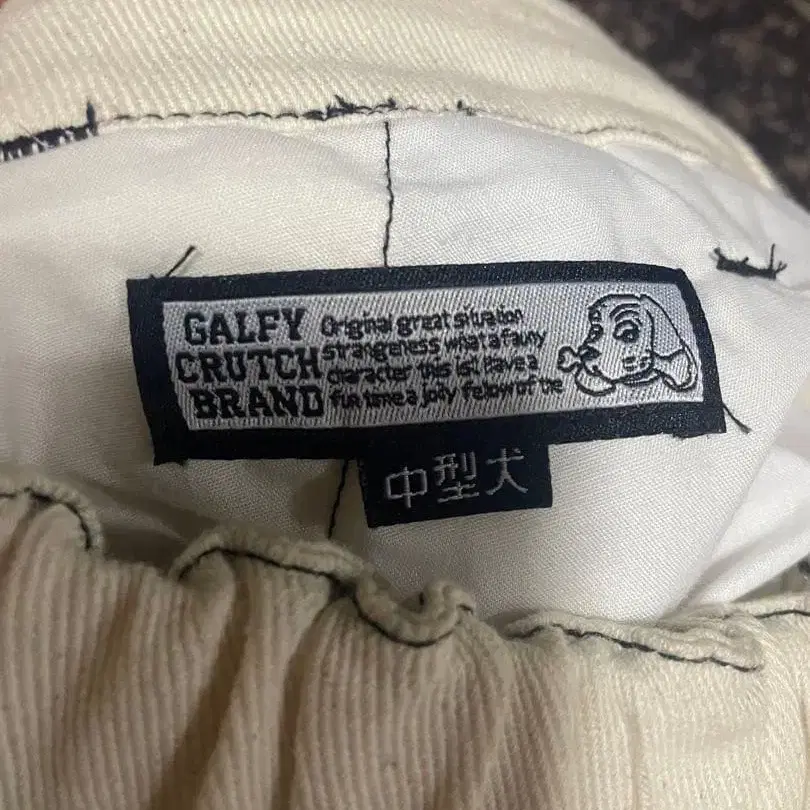 GALFY
CRUTCH
BRAND
Original great situation
strangeness what a fauny
character this is!. Have a
fun time a jolly fellow of the
中型犬